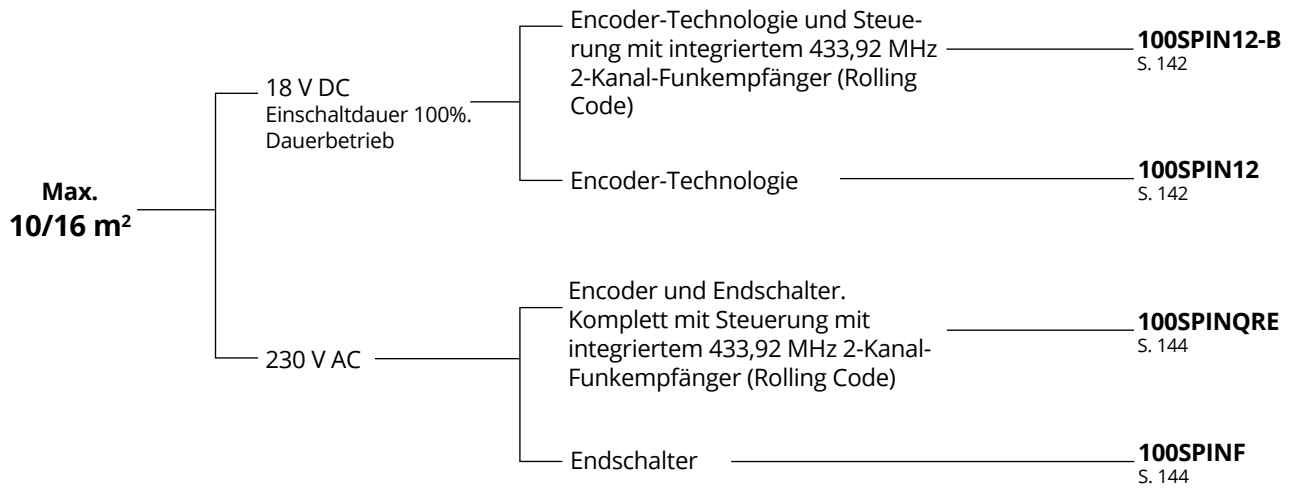 Max.
10/16 m²
18 V DC
Einschaltdauer 100%.
Dauerbetrieb
Encoder-Technologie und Steue-
rung mit integriertem 433,92 MHz
2-Kanal-Funkempfänger (Rolling
Code)
100SPIN12-B
S. 142
Encoder-Technologie
100SPIN12
S. 142
230 V AC
Encoder und Endschalter.
Komplett mit Steuerung mit
integriertem 433,92 MHz 2-Kanal-
Funkempfänger (Rolling Code)
100SPINQRE
S. 144
Endschalter
100SPINF
S. 144